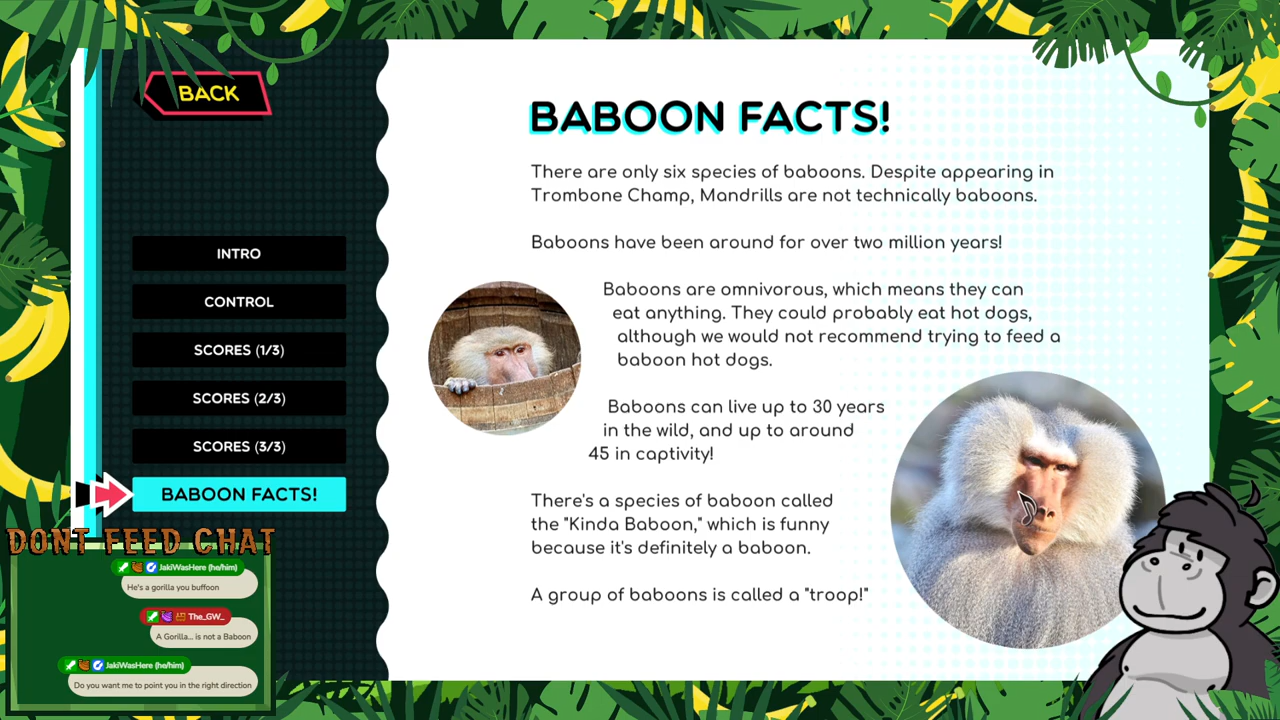 BACK
INTRO
CONTROL
SCORES (1/3)
SCORES (2/3)
SCORES (3/3)
BABOON FACTS!
BABOON FACTS!
There are only six species of baboons. Despite appearing in
Trombone Champ, Mandrills are not technically baboons.
Baboons have been around for over two million years!
Baboons are omnivorous, which means they can
eat anything. They could probably eat hot dogs,
although we would not recommend trying to feed a
baboon hot dogs.
Baboons can live up to 30 years
in the wild, and up to around
45 in captivity!
There's a species of baboon called
the "Kinda Baboon," which is funny
because it's definitely a baboon.
A group of baboons is called a "troop!"
DONT FEED CHAT
JakiWasHere (he/him)
He's a gorilla you buffoon
The_GW_
A Gorilla... is not a Baboon
JakiWasHere (he/him)
Do you want me to point you in the right direction